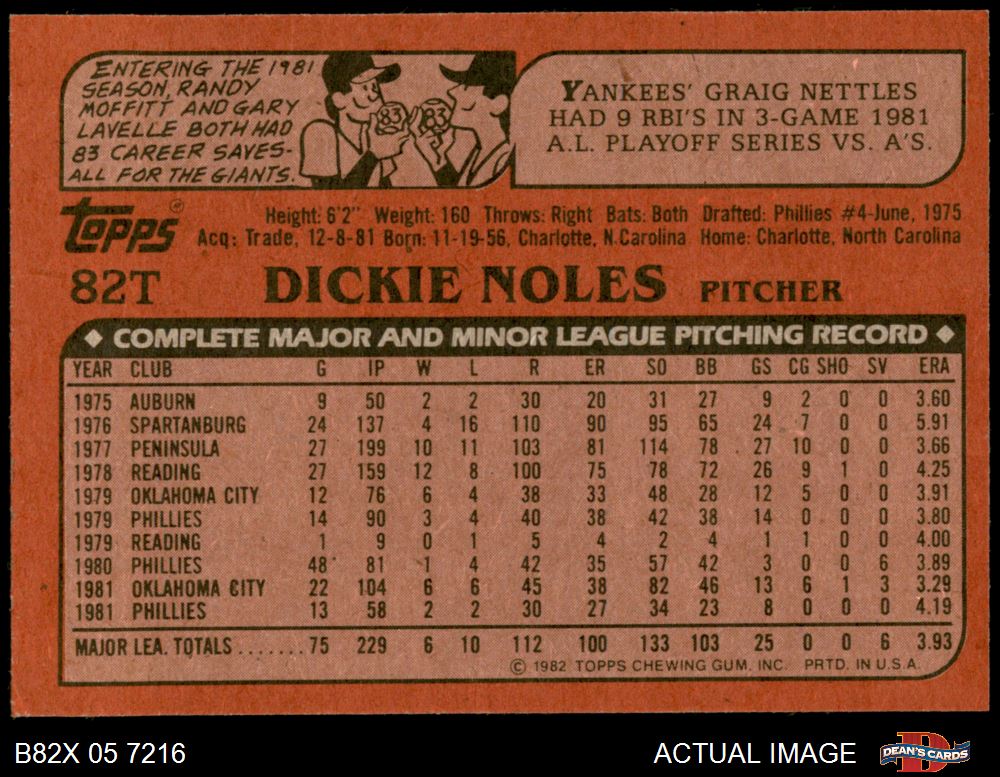 ENTERING THE 1981
SEASON, RANDY
MOFFITT AND GARY
LAVELLE BOTH HAD
83 CAREER SAVES-
ALL FOR THE GIANTS.
83 83
YANKEES' GRAIG NETTLES
HAD 9 RBI'S IN 3-GAME 1981
A.L. PLAYOFF SERIES VS. A'S.
topps®
Height: 6'2" Weight: 160 Throws: Right Bats: Both Drafted: Phillies #4-June, 1975
Acq: Trade, 12-8-81 Born: 11-19-56, Charlotte, N.Carolina Home: Charlotte, North Carolina
82T DICKIE NOLES PITCHER
◆ COMPLETE MAJOR AND MINOR LEAGUE PITCHING RECORD ◆
YEAR CLUB G IP W L R ER SO BB GS CG SHO SV ERA
1975 AUBURN 9 50 2 2 30 20 31 27 9 2 0 0 3.60
1976 SPARTANBURG 24 137 4 16 110 90 95 65 24 7 0 0 5.91
1977 PENINSULA 27 199 10 11 103 81 114 78 27 10 0 0 3.66
1978 READING 27 159 12 8 100 75 78 72 26 9 1 0 4.25
1979 OKLAHOMA CITY 12 76 6 4 38 33 48 28 12 5 0 0 3.91
1979 PHILLIES 14 90 3 4 40 38 42 38 14 0 0 0 3.80
1979 READING 1 9 0 1 5 4 2 4 1 1 0 0 4.00
1980 PHILLIES 48 81 1 4 42 35 57 42 3 0 0 6 3.89
1981 OKLAHOMA CITY 22 104 6 6 45 38 82 46 13 6 1 3 3.29
1981 PHILLIES 13 58 2 2 30 27 34 23 8 0 0 0 4.19
MAJOR LEA. TOTALS.......75 229 6 10 112 100 133 103 25 0 0 6 3.93
© 1982 TOPPS CHEWING GUM, INC. PRTD. IN U.S.A.
B82X 05 7216 ACTUAL IMAGE D DEAN'S CARDS